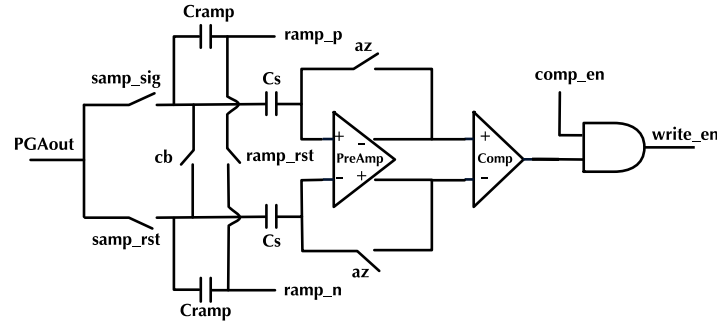 Cramp
ramp_p
az
samp_sig
Cs
comp_en
PGAout
cb
ramp_rst
+
−
PreAmp
+
−
+
Comp
−
write_en
samp_rst
Cs
az
ramp_n
Cramp